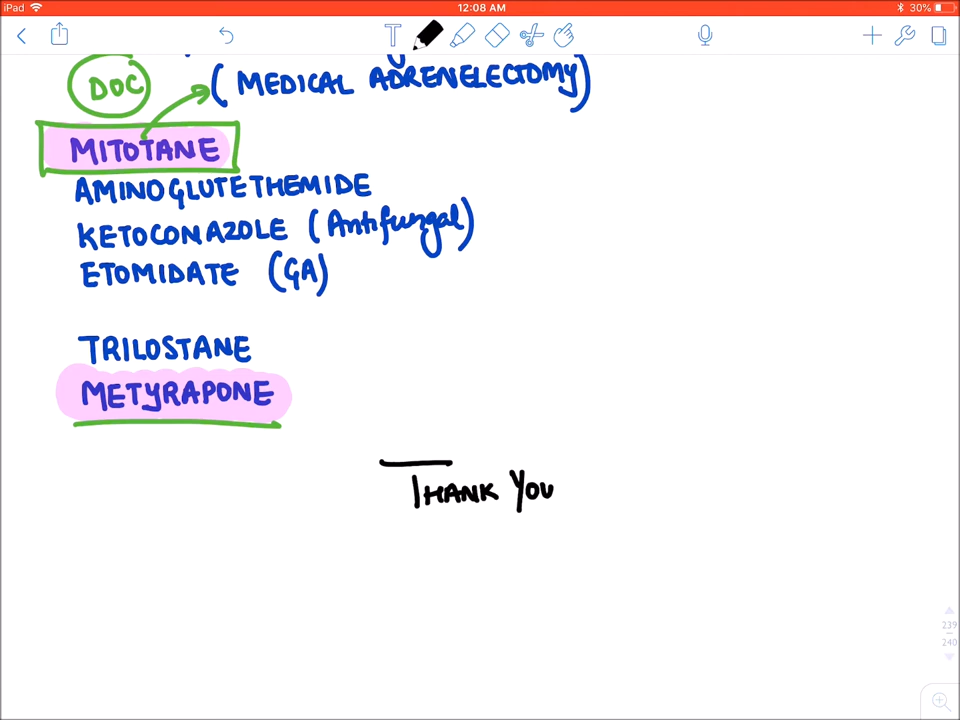 iPad 12:08 AM 30%
T
DOC (MEDICAL ADRENELECTOMY)
MITOTANE
AMINOGLUTETHEMIDE
KETOCONAZOLE (Antifungal)
ETOMIDATE (GA)
TRILOSTANE
METYRAPONE
THANK YOU
239
240